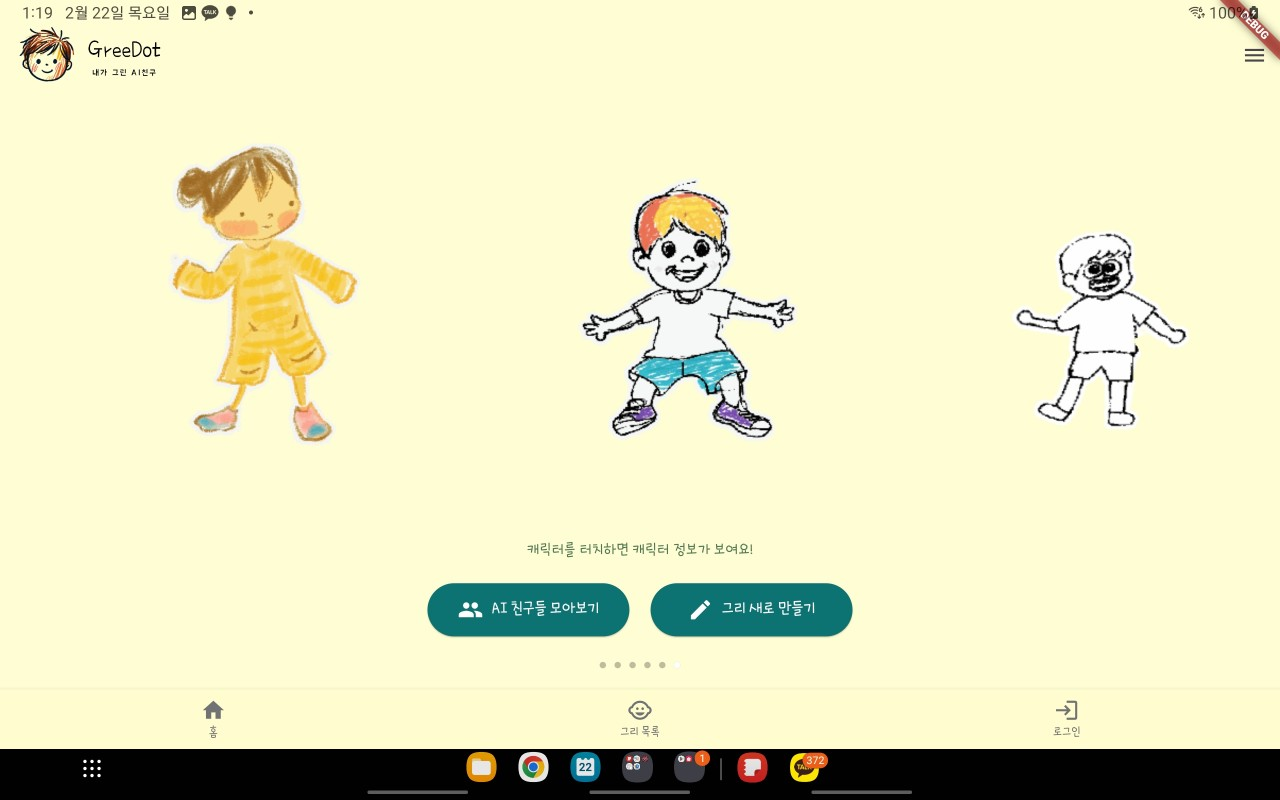 1:19 2월 22일 목요일
TALK
100%
DEBUG
GreeDot
내가 그린 AI친구
캐릭터를 터치하면 캐릭터 정보가 보여요!
AI 친구들 모아보기
그리 새로 만들기
홈
그리 목록
로그인
22
1
372